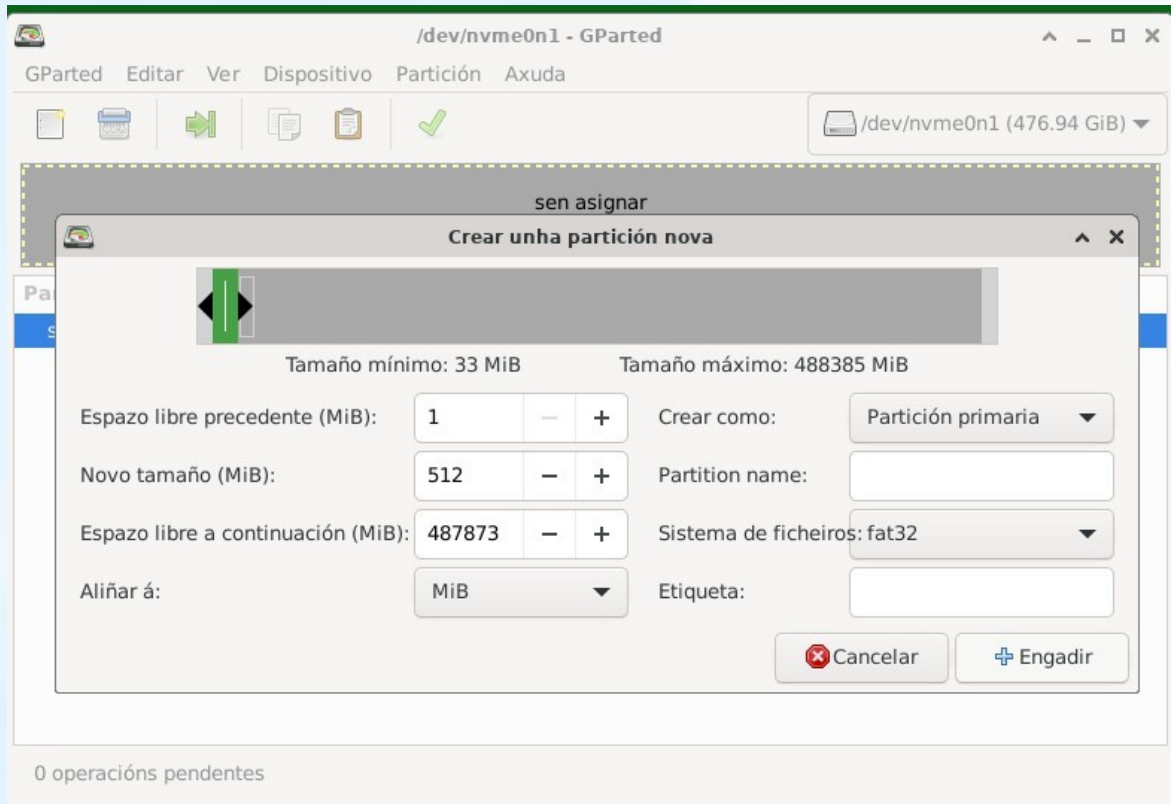 /dev/nvme0n1 - GParted
GParted Editar Ver Dispositivo Partición Axuda
/dev/nvme0n1 (476.94 GiB)
sen asignar
Crear unha partición nova
Tamaño mínimo: 33 MiB Tamaño máximo: 488385 MiB
Espazo libre precedente (MiB): 1 Crear como: Partición primaria
Novo tamaño (MiB): 512 Partition name:
Espazo libre a continuación (MiB): 487873 Sistema de ficheiros: fat32
Aliñar á: MiB Etiqueta:
Cancelar Engadir
0 operacións pendentes